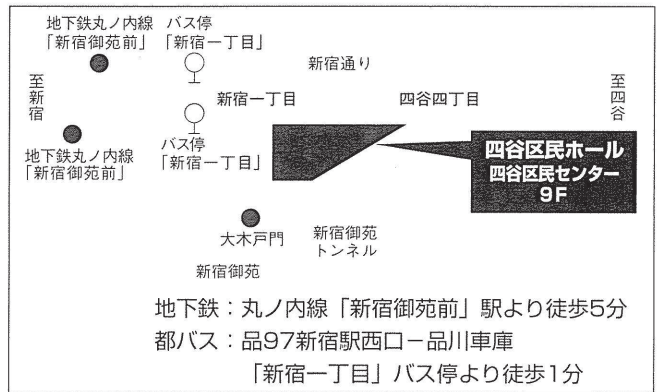 地下鉄丸ノ内線
「新宿御苑前」
バス停
「新宿一丁目」
新宿通り
至新宿
新宿一丁目
四谷四丁目
至四谷
地下鉄丸ノ内線
「新宿御苑前」
バス停
「新宿一丁目」
四谷区民ホール
四谷区民センター
9F
大木戸門
新宿御苑
トンネル
新宿御苑
地下鉄：丸ノ内線「新宿御苑前」駅より徒歩5分
都バス：品97新宿駅西口－品川車庫
「新宿一丁目」バス停より徒歩1分